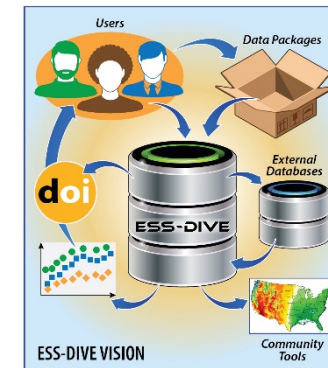 Users
Data Packages
External
Databases
doi
ESS-DIVE
ESS-DIVE VISION
Community
Tools